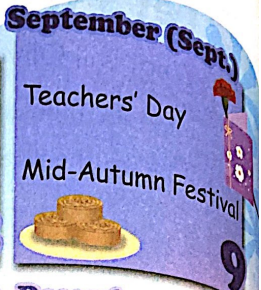 September (Sept.)
Teachers' Day
Mid-Autumn Festival
9